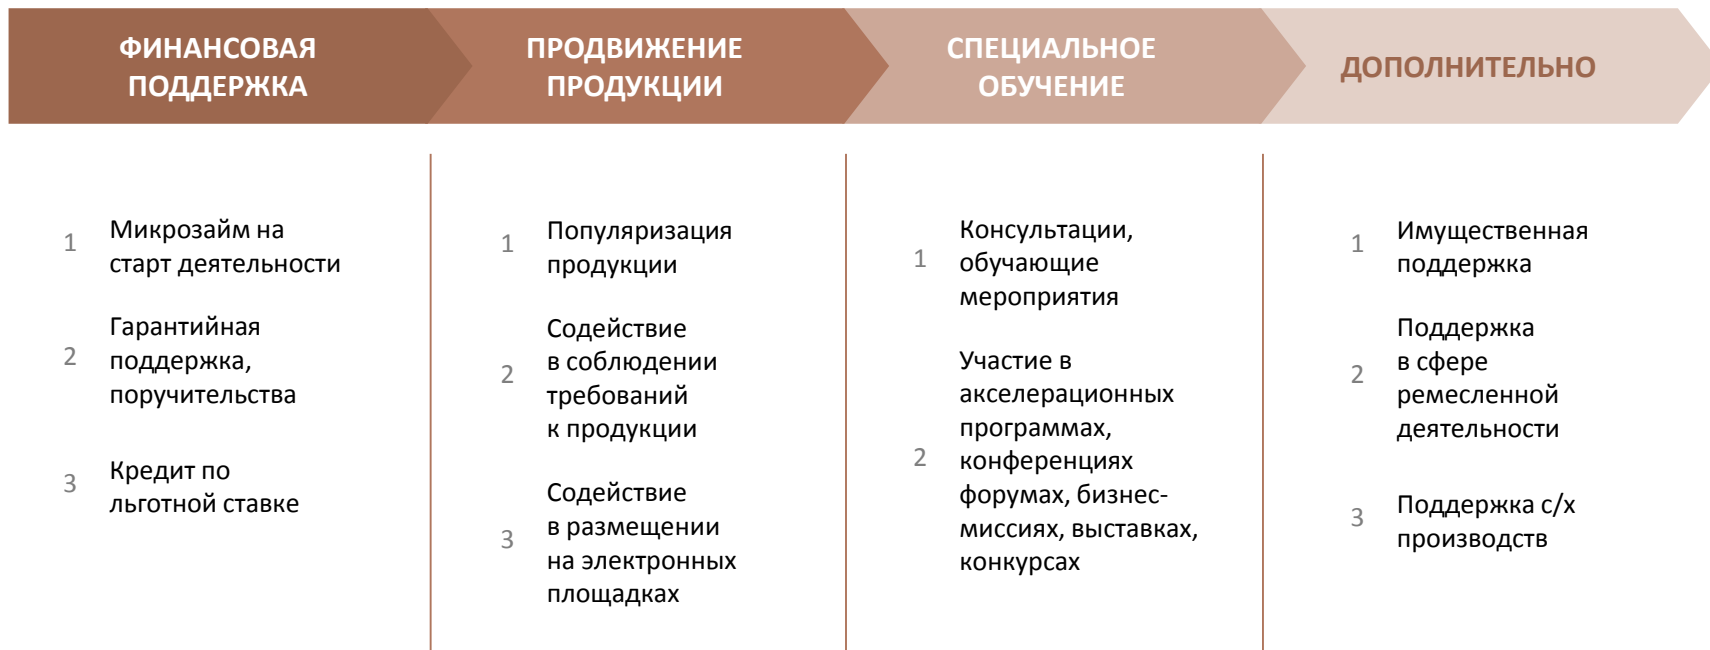 ФИНАНСОВАЯ
ПОДДЕРЖКА
ПРОДВИЖЕНИЕ
ПРОДУКЦИИ
СПЕЦИАЛЬНОЕ
ОБУЧЕНИЕ
ДОПОЛНИТЕЛЬНО
1
Микрозайм на
старт деятельности
2
Гарантийная
поддержка,
поручительства
3
Кредит по
льготной ставке
1
Популяризация
продукции
2
Содействие
в соблюдении
требований
к продукции
3
Содействие
в размещении
на электронных
площадках
1
Консультации,
обучающие
мероприятия
2
Участие в
акселерационных
программах,
конференциях
форумах, бизнес-
миссиях, выставках,
конкурсах
1
Имущественная
поддержка
2
Поддержка
в сфере
ремесленной
деятельности
3
Поддержка с/х
производств